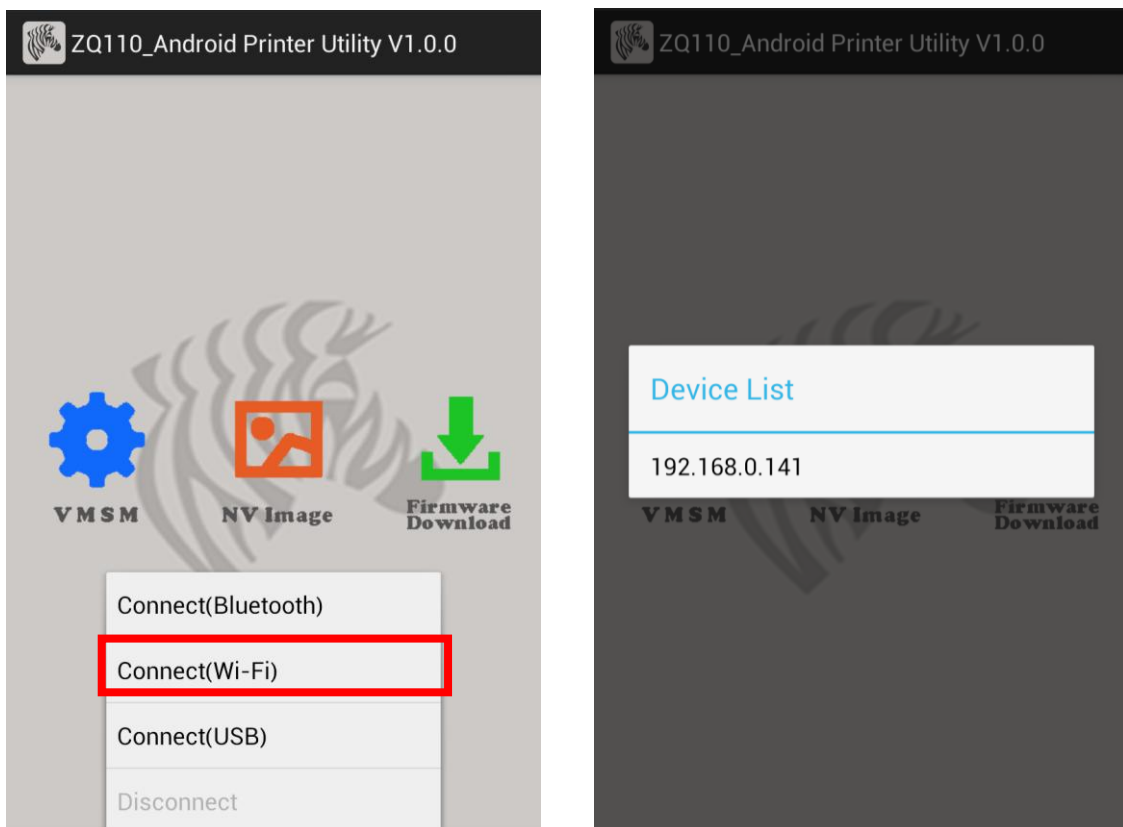 ZQ110_Android Printer Utility V1.0.0
VMSM
NV Image
Firmware
Download
Connect(Bluetooth)
Connect(Wi-Fi)
Connect(USB)
Disconnect
ZQ110_Android Printer Utility V1.0.0
Device List
192.168.0.141
VMSM
NV Image
Firmware
Download